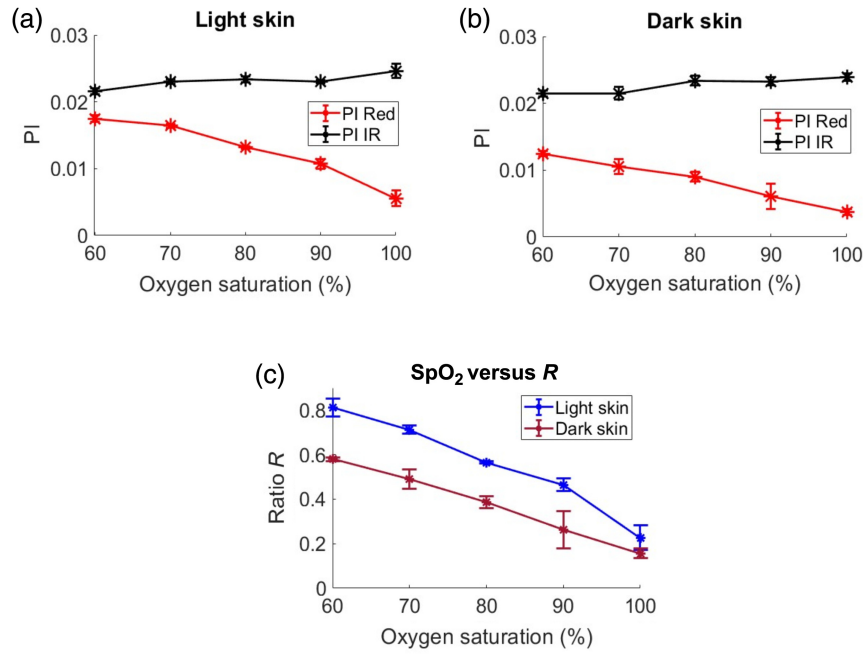 (a)
Light skin
0.03
0.02
0.01
0
PI
PI Red
PI IR
60 70 80 90 100
Oxygen saturation (%)
(b)
Dark skin
0.03
0.02
0.01
0
PI
PI Red
PI IR
60 70 80 90 100
Oxygen saturation (%)
(c)
SpO₂ versus R
0.8
0.6
0.4
0.2
0
Ratio R
Light skin
Dark skin
60 70 80 90 100
Oxygen saturation (%)